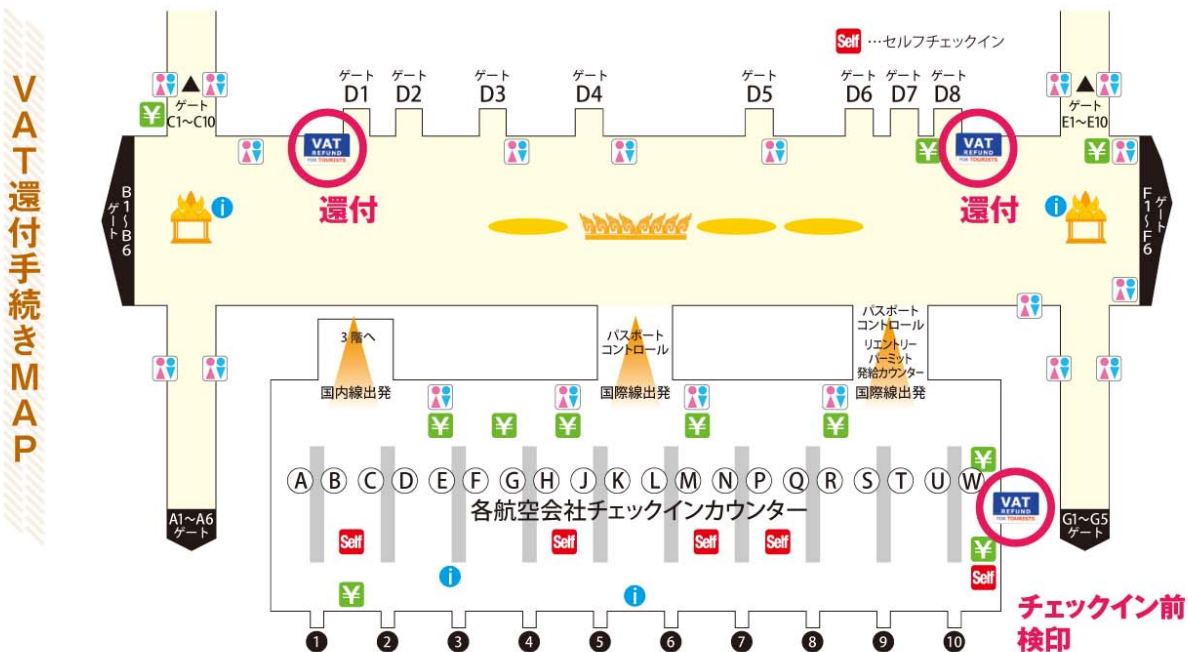 VAT還付手続きMAP
Self …セルフチェックイン
ゲート
D1
ゲート
D2
ゲート
D3
ゲート
D4
ゲート
D5
ゲート
D6
ゲート
D7
ゲート
D8
ゲート
C1～C10
ゲート
E1～E10
¥
VAT
REFUND
FOR TOURISTS
還付
¥
VAT
REFUND
FOR TOURISTS
還付
¥
B1～B6
ゲート
i
i
F1～F6
ゲート
3階へ
国内線出発
パスポート
コントロール
国際線出発
パスポート
コントロール
リエントリー
パーミット
発給カウンター
国際線出発
¥ ¥ ¥ ¥ ¥
¥
A B C D E F G H J K L M N P Q R S T U W
各航空会社チェックインカウンター
VAT
REFUND
FOR TOURISTS
A1～A6
ゲート
G1～G5
ゲート
Self Self Self Self
¥
Self
i
i
¥
チェックイン前
検印
1 2 3 4 5 6 7 8 9 10